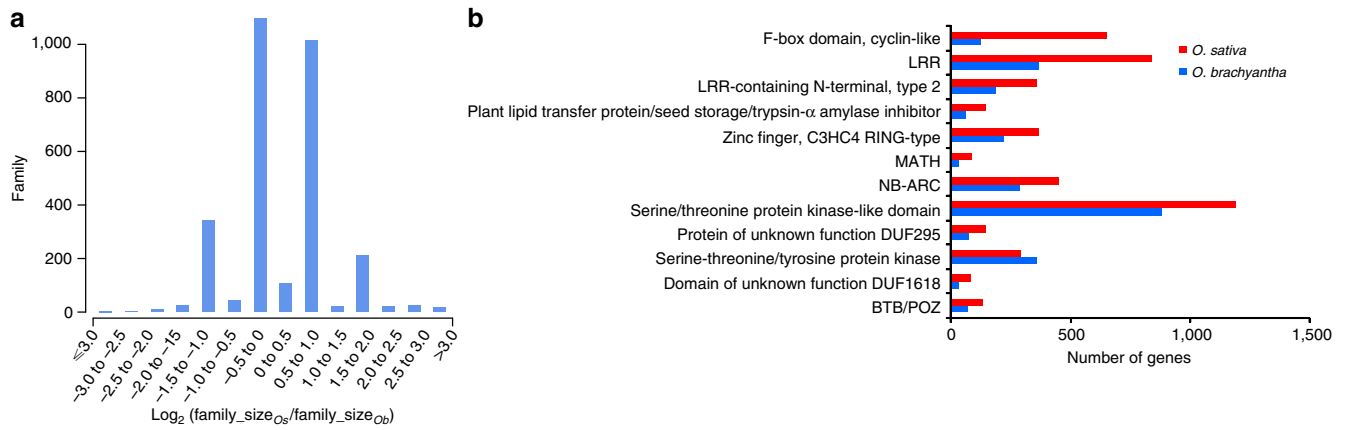 a
1,000
800
600
400
200
0
Family
≤3.0
−3.0 to −2.5
−2.5 to −2.0
−2.0 to −15
−1.5 to −1.0
−1.0 to −0.5
−0.5 to 0
0 to 0.5
0.5 to 1.0
1.0 to 1.5
1.5 to 2.0
2.0 to 2.5
2.5 to 3.0
>3.0
Log2 (family_sizeOs/family_sizeOb)
b
F-box domain, cyclin-like
LRR
LRR-containing N-terminal, type 2
Plant lipid transfer protein/seed storage/trypsin-α amylase inhibitor
Zinc finger, C3HC4 RING-type
MATH
NB-ARC
Serine/threonine protein kinase-like domain
Protein of unknown function DUF295
Serine-threonine/tyrosine protein kinase
Domain of unknown function DUF1618
BTB/POZ
O. sativa
O. brachyantha
0
500
1,000
1,500
Number of genes